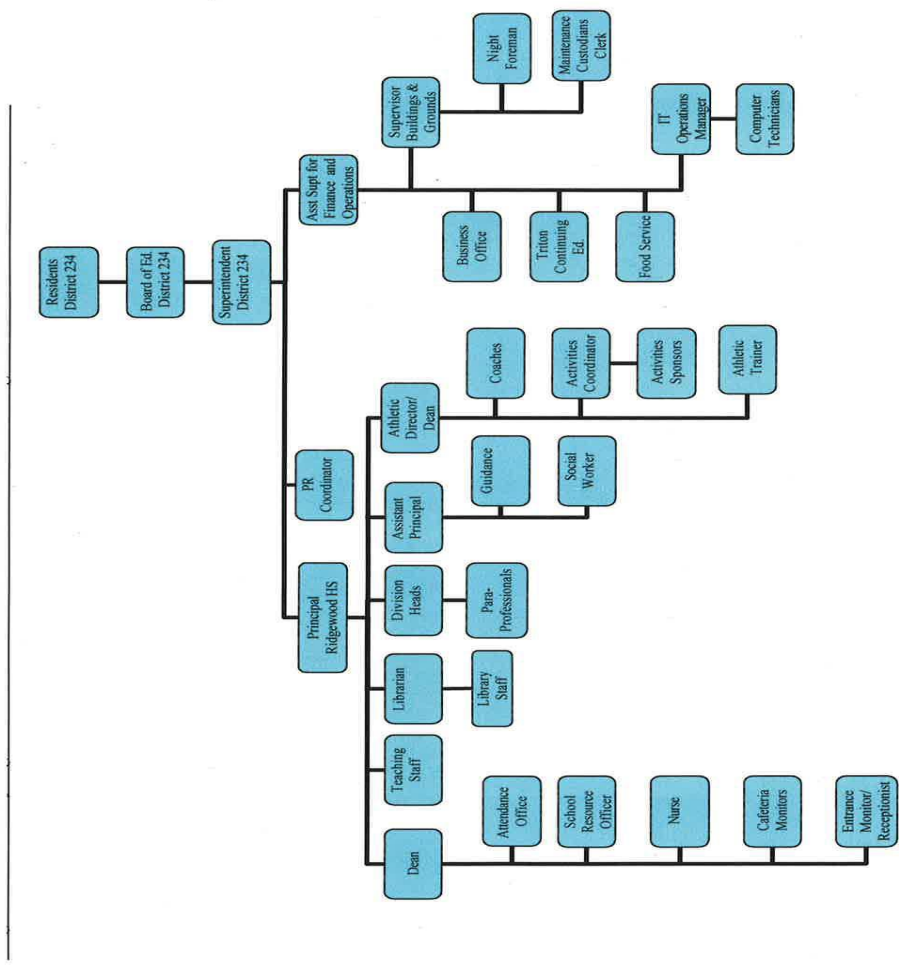 Residents
District 234
Board of Ed.
District 234
Superintendent
District 234
Principal
Ridgewood HS
PR
Coordinator
Asst Supt for
Finance and
Operations
Dean
Teaching
Staff
Librarian
Division
Heads
Assistant
Principal
Athletic
Director/
Dean
Supervisor
Buildings &
Grounds
Attendance
Office
School
Resource
Officer
Nurse
Cafeteria
Monitors
Entrance
Monitor/
Receptionist
Library
Staff
Para-
Professionals
Guidance
Social
Worker
Coaches
Activities
Coordinator
Activities
Sponsors
Athletic
Trainer
Business
Office
Triton
Continuing
Ed.
Food Service
Night
Foreman
Maintenance
Custodians
Clerk
IT
Operations
Manager
Computer
Technicians